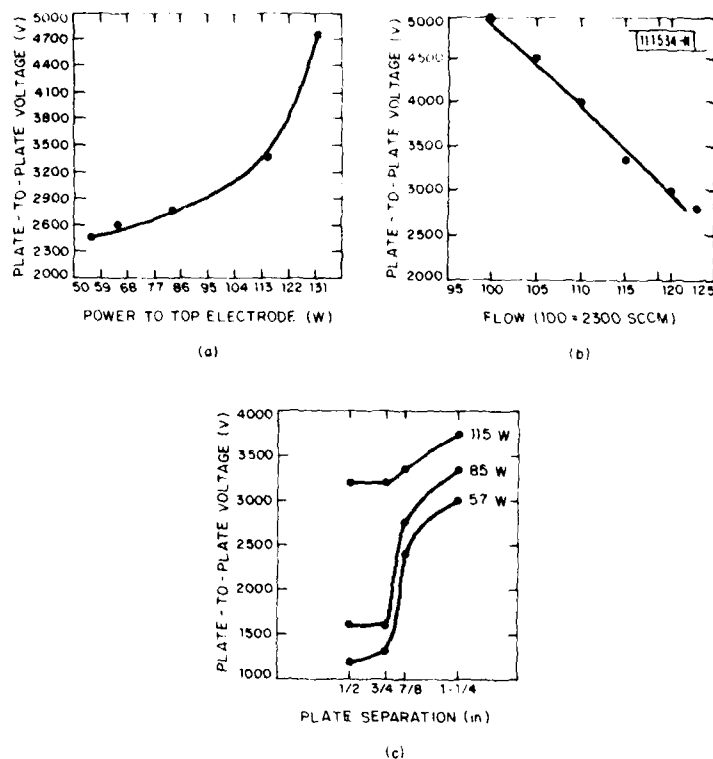 PLATE-TO-PLATE VOLTAGE (V)
5000
4700
4400
4100
3800
3500
3200
2900
2600
2300
2000
50 59 68 77 86 95 104 113 122 131
POWER TO TOP ELECTRODE (W)
(a)
PLATE-TO-PLATE VOLTAGE (V)
5000
4500
4000
3500
3000
2500
2000
95 100 105 110 115 120 125
FLOW (100 = 2300 SCCM)
(b)
111534-N
PLATE-TO-PLATE VOLTAGE (V)
4000
3500
3000
2500
2000
1500
1000
115 W
85 W
57 W
1/2 3/4 7/8 1-1/4
PLATE SEPARATION (in)
(c)